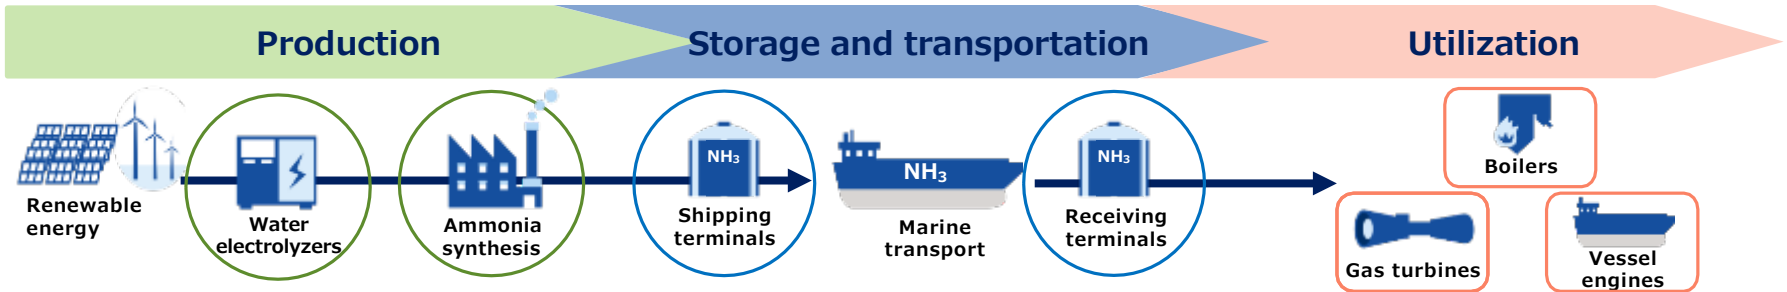 Production
Storage and transportation
Utilization
Renewable
energy
Water
electrolyzers
Ammonia
synthesis
NH₃
Shipping
terminals
NH₃
Marine
transport
NH₃
Receiving
terminals
Boilers
Gas turbines
Vessel
engines